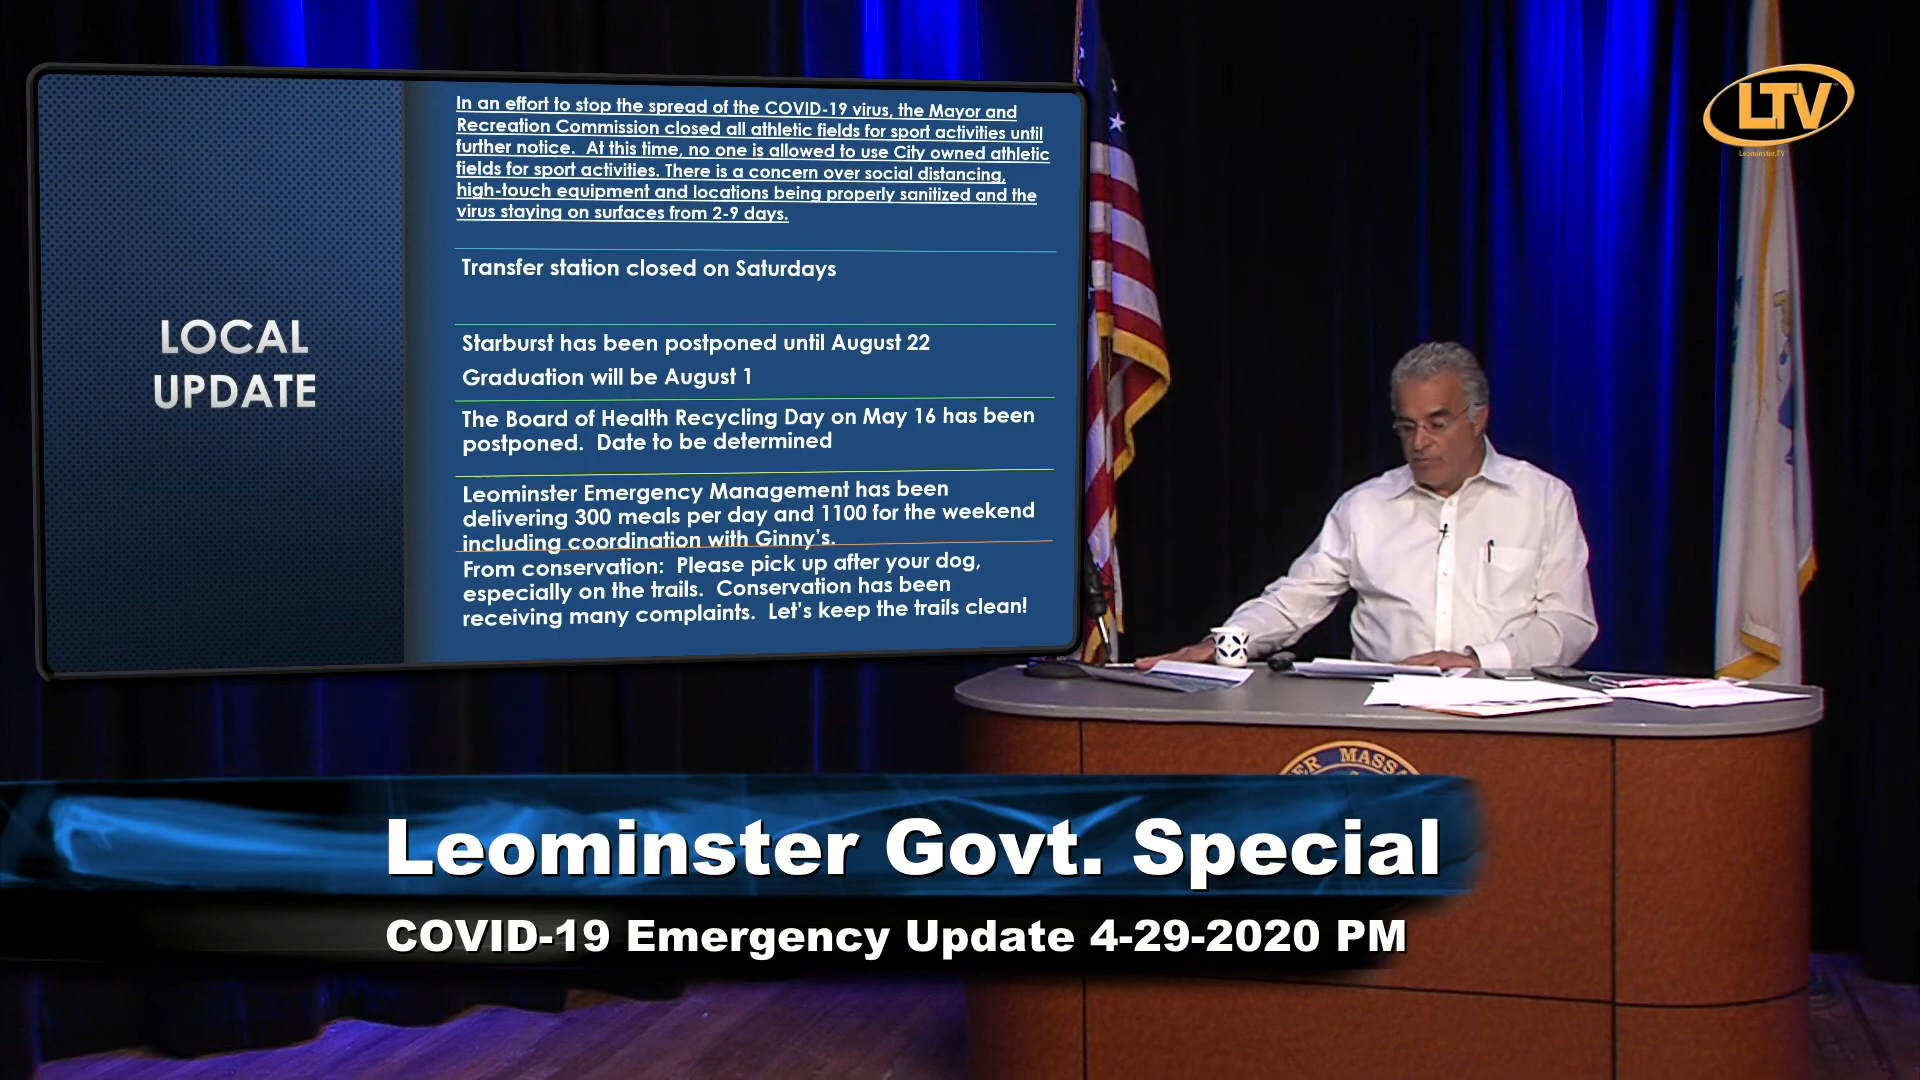 In an effort to stop the spread of the COVID-19 virus, the Mayor and
Recreation Commission closed all athletic fields for sport activities until
further notice.  At this time, no one is allowed to use City owned athletic
fields for sport activities. There is a concern over social distancing,
high-touch equipment and locations being properly sanitized and the
virus staying on surfaces from 2-9 days.
Transfer station closed on Saturdays
LOCAL
UPDATE
Starburst has been postponed until August 22
Graduation will be August 1
The Board of Health Recycling Day on May 16 has been
postponed.  Date to be determined
Leominster Emergency Management has been
delivering 300 meals per day and 1100 for the weekend
including coordination with Ginny's.
From conservation:  Please pick up after your dog,
especially on the trails.  Conservation has been
receiving many complaints.  Let's keep the trails clean!
LTV
Leominster.TV
MASSA
Leominster Govt. Special
COVID-19 Emergency Update 4-29-2020 PM